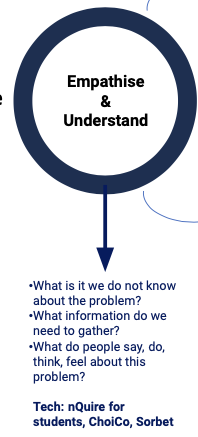 Empathise
&
Understand
•What is it we do not know
about the problem?
•What information do we
need to gather?
•What do people say, do,
think, feel about this
problem?
Tech: nQuire for
students, ChoiCo, Sorbet